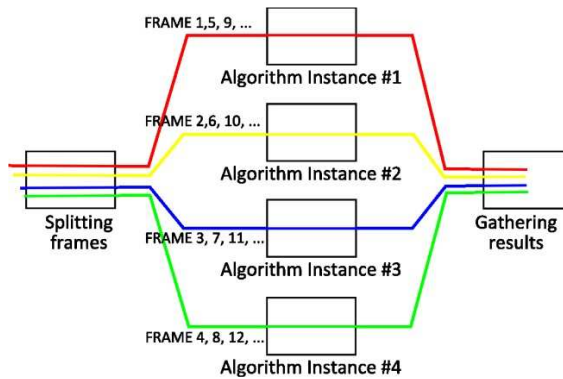 FRAME 1,5, 9, ...
Algorithm Instance #1
FRAME 2,6, 10, ...
Algorithm Instance #2
Splitting
frames
Gathering
results
FRAME 3, 7, 11, ...
Algorithm Instance #3
FRAME 4, 8, 12, ...
Algorithm Instance #4